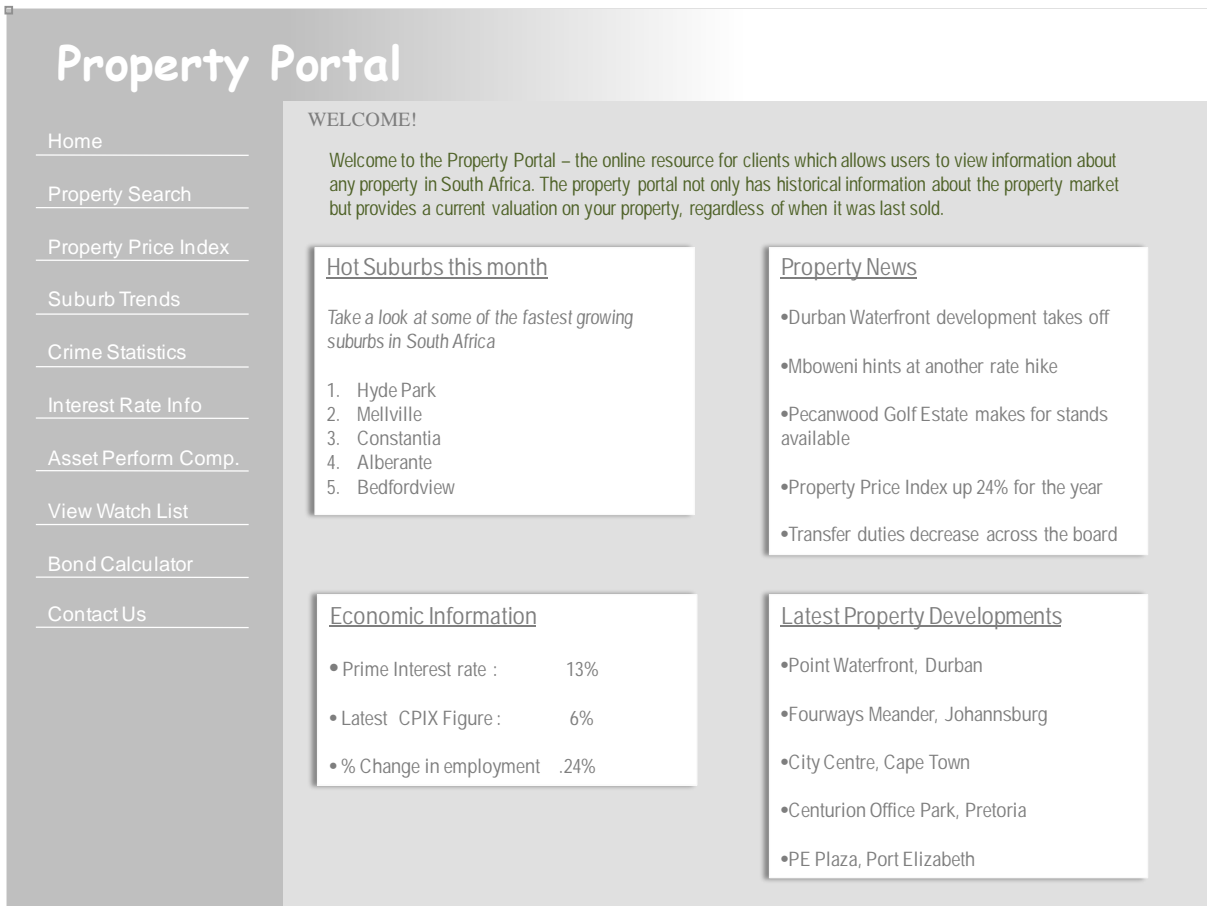 Property Portal
Home
Property Search
Property Price Index
Suburb Trends
Crime Statistics
Interest Rate Info
Asset Perform Comp.
View Watch List
Bond Calculator
Contact Us
WELCOME!
Welcome to the Property Portal – the online resource for clients which allows users to view information about
any property in South Africa. The property portal not only has historical information about the property market
but provides a current valuation on your property, regardless of when it was last sold.
Hot Suburbs this month
Take a look at some of the fastest growing
suburbs in South Africa
1. Hyde Park
2. Mellville
3. Constantia
4. Alberante
5. Bedfordview
Property News
•Durban Waterfront development takes off
•Mboweni hints at another rate hike
•Pecanwood Golf Estate makes for stands
available
•Property Price Index up 24% for the year
•Transfer duties decrease across the board
Economic Information
• Prime Interest rate : 13%
• Latest CPIX Figure : 6%
• % Change in employment .24%
Latest Property Developments
•Point Waterfront, Durban
•Fourways Meander, Johannsburg
•City Centre, Cape Town
•Centurion Office Park, Pretoria
•PE Plaza, Port Elizabeth